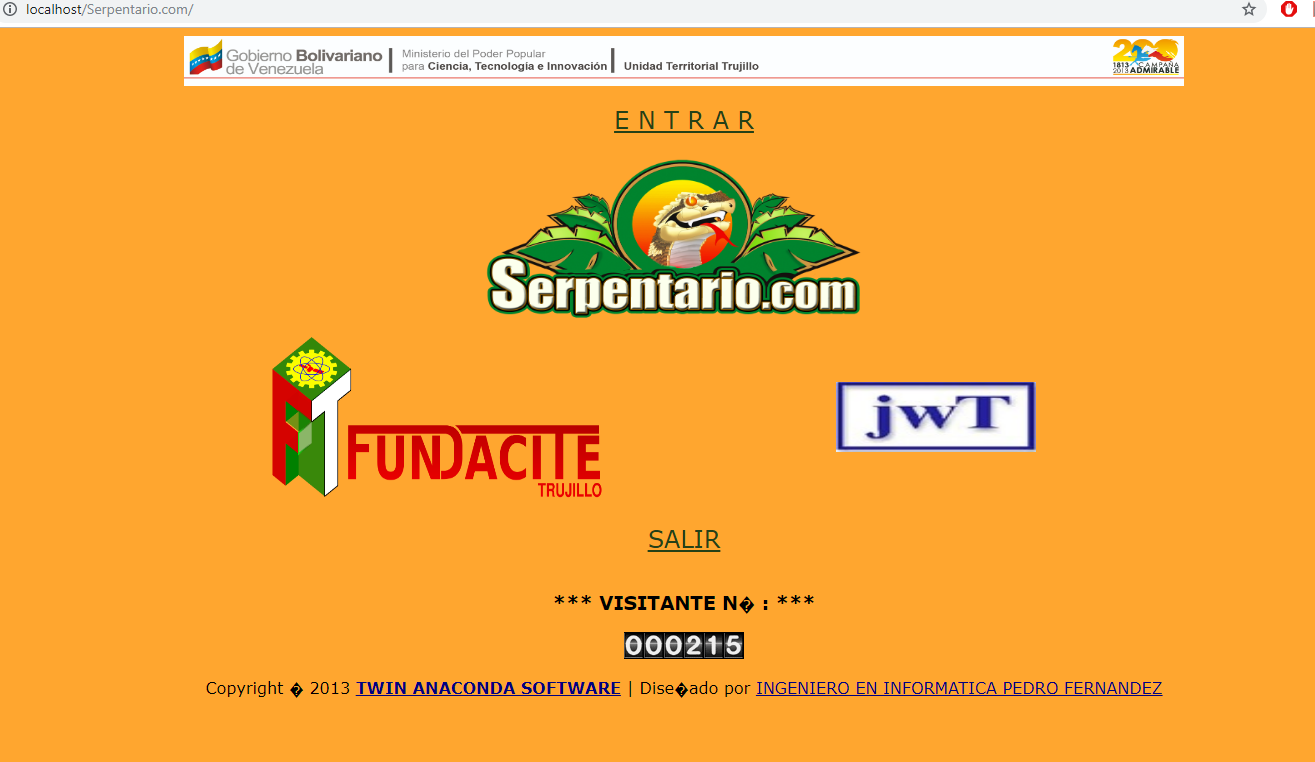 localhost/Serpentario.com/
Gobierno Bolivariano de Venezuela
Ministerio del Poder Popular para Ciencia, Tecnología e Innovación
Unidad Territorial Trujillo
200
1813 CAMPAÑA
2013 ADMIRABLE
E N T R A R
Serpentario.com
FT
FUNDACITE
TRUJILLO
jwT
SALIR
*** VISITANTE N� : ***
000215
Copyright � 2013 TWIN ANACONDA SOFTWARE | Dise�ado por INGENIERO EN INFORMATICA PEDRO FERNANDEZ